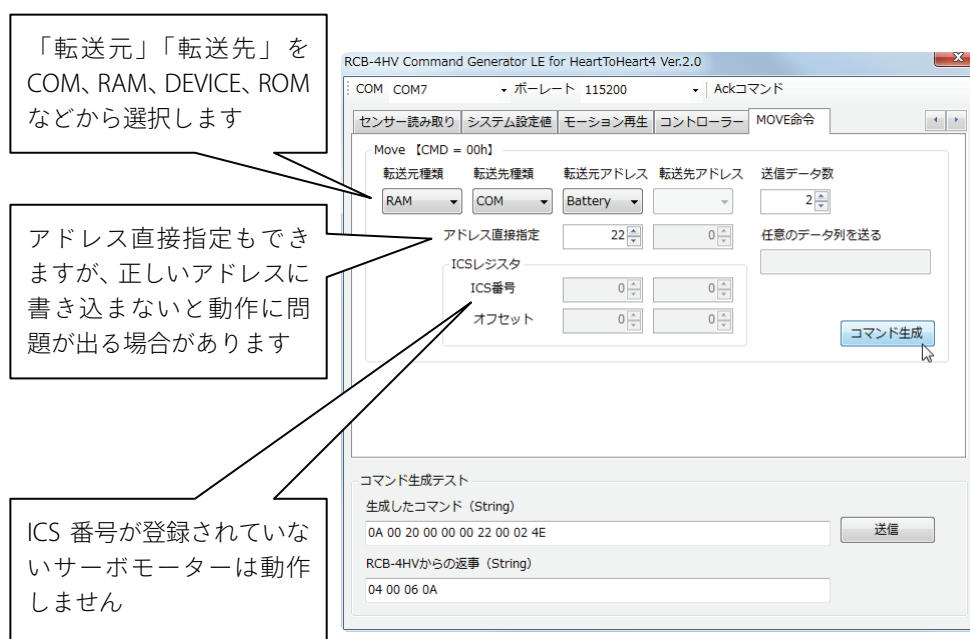 「転送元」「転送先」を
COM、RAM、DEVICE、ROM
などから選択します
アドレス直接指定もでき
ますが、正しいアドレスに
書き込まないと動作に問
題が出る場合があります
ICS 番号が登録されていな
いサーボモーターは動作
しません
RCB-4HV Command Generator LE for HeartToHeart4 Ver.2.0
COM COM7 ボーレート 115200 Ackコマンド
センサー読み取り システム設定値 モーション再生 コントローラー MOVE命令
Move 【CMD = 00h】
転送元種類 転送先種類 転送元アドレス 転送先アドレス 送信データ数
RAM COM Battery 2
アドレス直接指定 22 0 任意のデータ列を送る
ICSレジスタ
ICS番号 0 0
オフセット 0 0
コマンド生成
コマンド生成テスト
生成したコマンド（String）
0A 00 20 00 00 00 22 00 02 4E 送信
RCB-4HVからの返事（String）
04 00 06 0A